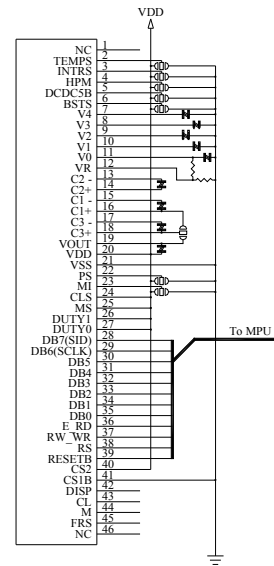 VDD
NC 1
TEMPS 2
INTRS 3
HPM 4
DCDC5B 5
BSTS 6
V4 7
V3 8
V2 9
V1 10
V0 11
VR 12
C2 - 13
C2+ 14
C1 - 15
C1+ 16
C3 - 17
C3+ 18
VOUT 19
VDD 20
VSS 21
PS 22
MI 23
CLS 24
MS 25
DUTY1 26
DUTY0 27
DB7(SID) 28
DB6(SCLK) 29
DB5 30
DB4 31
DB3 32
DB2 33
DB1 34
DB0 35
E_RD 36
RW_WR 37
RS 38
RESETB 39
CS2 40
CS1B 41
DISP 42
CL 43
M 44
FRS 45
NC 46
To MPU